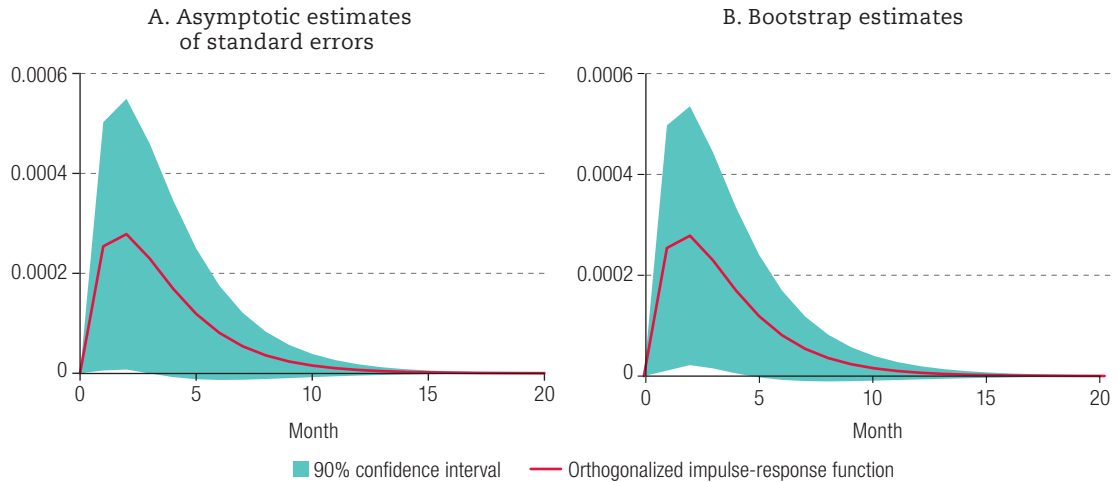 A. Asymptotic estimates
of standard errors
0.0006
0.0004
0.0002
0
0 5 10 15 20
Month
B. Bootstrap estimates
0.0006
0.0004
0.0002
0
0 5 10 15 20
Month
90% confidence interval
Orthogonalized impulse-response function